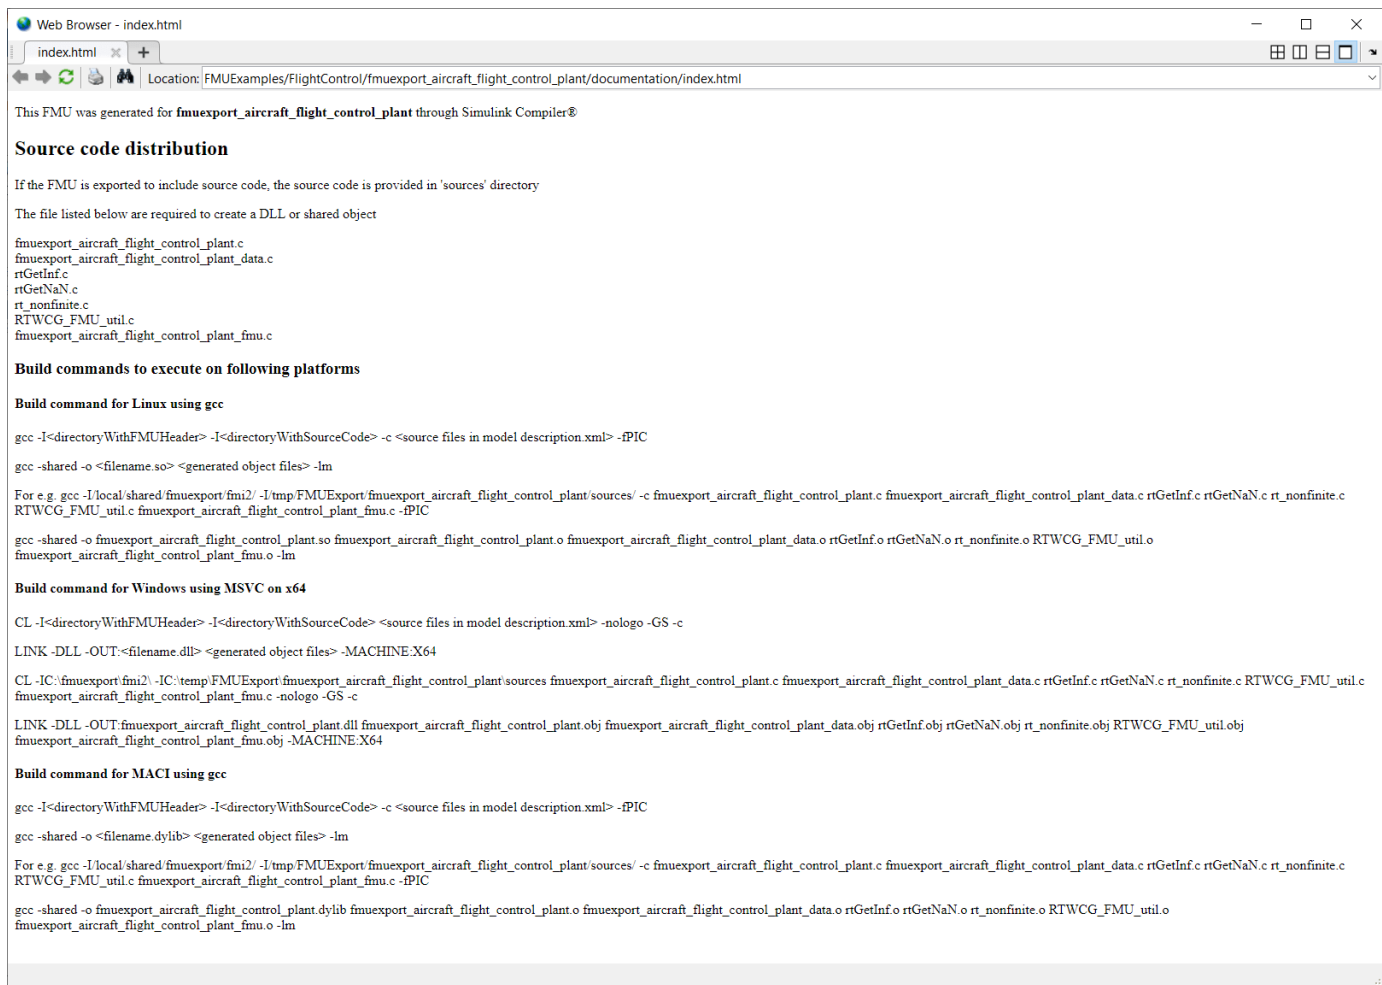 Web Browser - index.html
index.html
Location: FMUExamples/FlightControl/fmuexport_aircraft_flight_control_plant/documentation/index.html
This FMU was generated for fmuexport_aircraft_flight_control_plant through Simulink Compiler®
Source code distribution
If the FMU is exported to include source code, the source code is provided in 'sources' directory
The file listed below are required to create a DLL or shared object
fmuexport_aircraft_flight_control_plant.c
fmuexport_aircraft_flight_control_plant_data.c
rtGetInf.c
rtGetNaN.c
rt_nonfinite.c
RTWCG_FMU_util.c
fmuexport_aircraft_flight_control_plant_fmu.c
Build commands to execute on following platforms
Build command for Linux using gcc
gcc -I<directoryWithFMUHeader> -I<directoryWithSourceCode> -c <source files in model description.xml> -fPIC
gcc -shared -o <filename.so> <generated object files> -lm
For e.g. gcc -I/local/shared/fmuexport/fmi2/ -I/tmp/FMUExport/fmuexport_aircraft_flight_control_plant/sources/ -c fmuexport_aircraft_flight_control_plant.c fmuexport_aircraft_flight_control_plant_data.c rtGetInf.c rtGetNaN.c rt_nonfinite.c
RTWCG_FMU_util.c fmuexport_aircraft_flight_control_plant_fmu.c -fPIC
gcc -shared -o fmuexport_aircraft_flight_control_plant.so fmuexport_aircraft_flight_control_plant.o fmuexport_aircraft_flight_control_plant_data.o rtGetInf.o rtGetNaN.o rt_nonfinite.o RTWCG_FMU_util.o
fmuexport_aircraft_flight_control_plant_fmu.o -lm
Build command for Windows using MSVC on x64
CL -I<directoryWithFMUHeader> -I<directoryWithSourceCode> <source files in model description.xml> -nologo -GS -c
LINK -DLL -OUT:<filename.dll> <generated object files> -MACHINE:X64
CL -IC:\fmuexport\fmi2\ -IC:\temp\FMUExport\fmuexport_aircraft_flight_control_plant\sources fmuexport_aircraft_flight_control_plant.c fmuexport_aircraft_flight_control_plant_data.c rtGetInf.c rtGetNaN.c rt_nonfinite.c RTWCG_FMU_util.c
fmuexport_aircraft_flight_control_plant_fmu.c -nologo -GS -c
LINK -DLL -OUT:fmuexport_aircraft_flight_control_plant.dll fmuexport_aircraft_flight_control_plant.obj fmuexport_aircraft_flight_control_plant_data.obj rtGetInf.obj rtGetNaN.obj rt_nonfinite.obj RTWCG_FMU_util.obj
fmuexport_aircraft_flight_control_plant_fmu.obj -MACHINE:X64
Build command for MACI using gcc
gcc -I<directoryWithFMUHeader> -I<directoryWithSourceCode> -c <source files in model description.xml> -fPIC
gcc -shared -o <filename.dylib> <generated object files> -lm
For e.g. gcc -I/local/shared/fmuexport/fmi2/ -I/tmp/FMUExport/fmuexport_aircraft_flight_control_plant/sources/ -c fmuexport_aircraft_flight_control_plant.c fmuexport_aircraft_flight_control_plant_data.c rtGetInf.c rtGetNaN.c rt_nonfinite.c
RTWCG_FMU_util.c fmuexport_aircraft_flight_control_plant_fmu.c -fPIC
gcc -shared -o fmuexport_aircraft_flight_control_plant.dylib fmuexport_aircraft_flight_control_plant.o fmuexport_aircraft_flight_control_plant_data.o rtGetInf.o rtGetNaN.o rt_nonfinite.o RTWCG_FMU_util.o
fmuexport_aircraft_flight_control_plant_fmu.o -lm